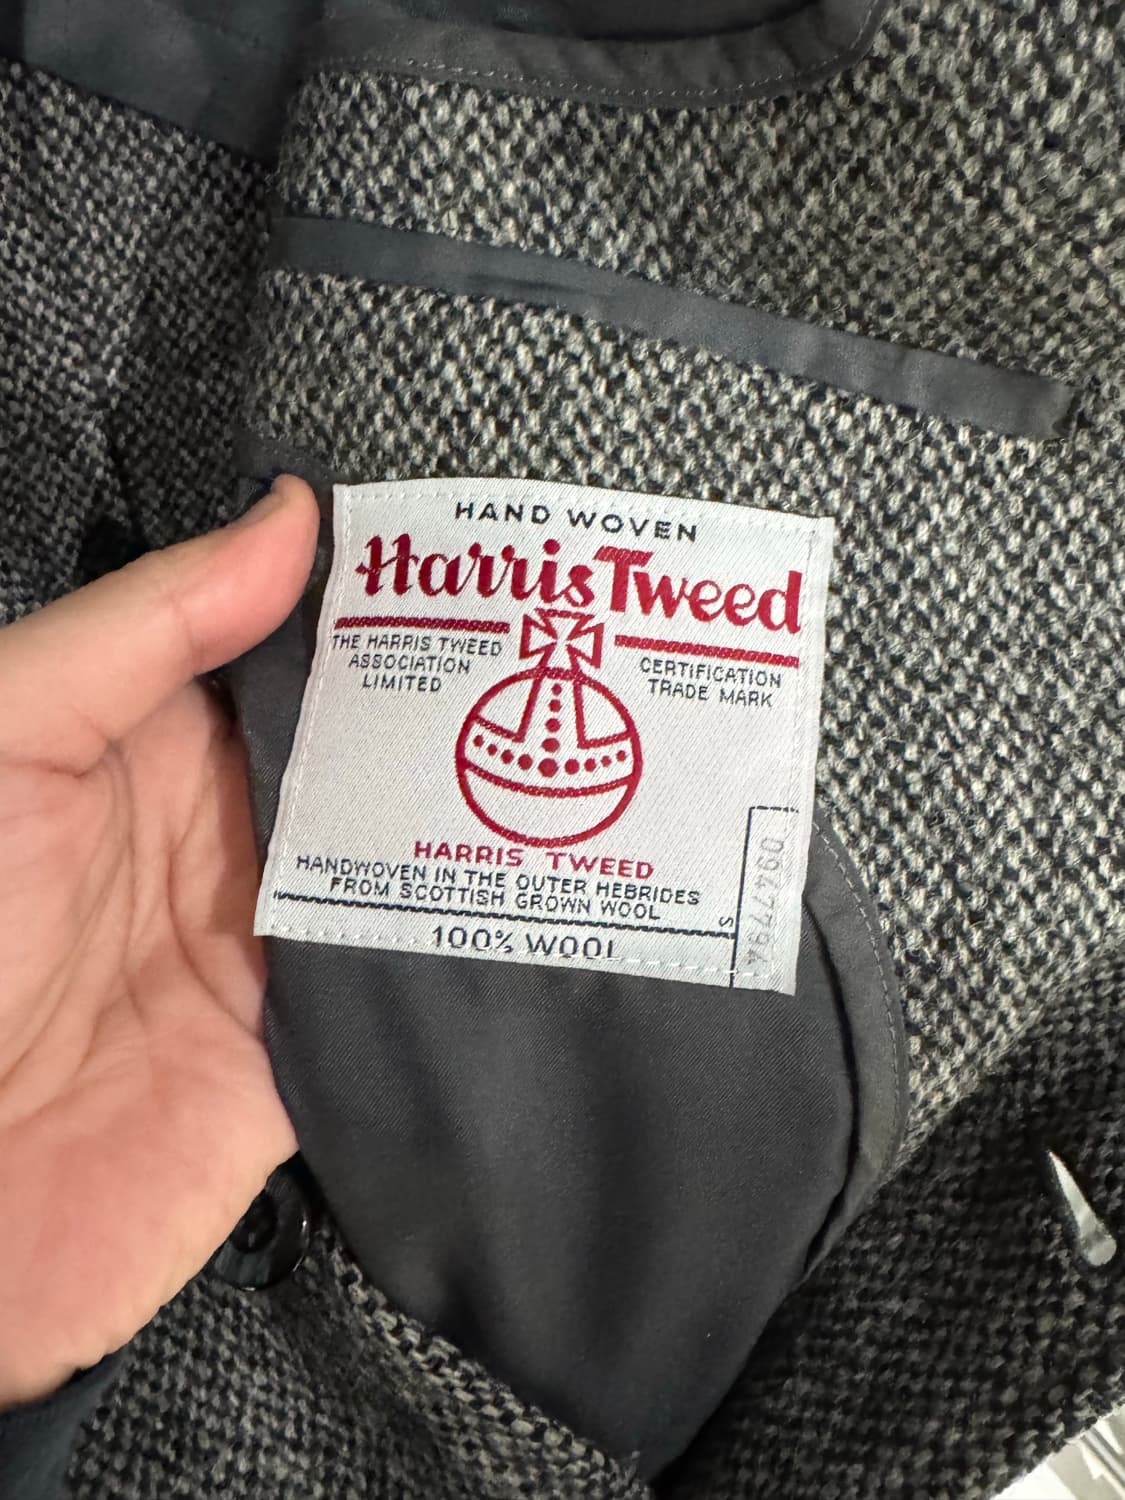 HAND WOVEN
Harris Tweed
THE HARRIS TWEED
ASSOCIATION
LIMITED
CERTIFICATION
TRADE MARK
HARRIS TWEED
HANDWOVEN IN THE OUTER HEBRIDES
FROM SCOTTISH GROWN WOOL
S
100% WOOL
0947794